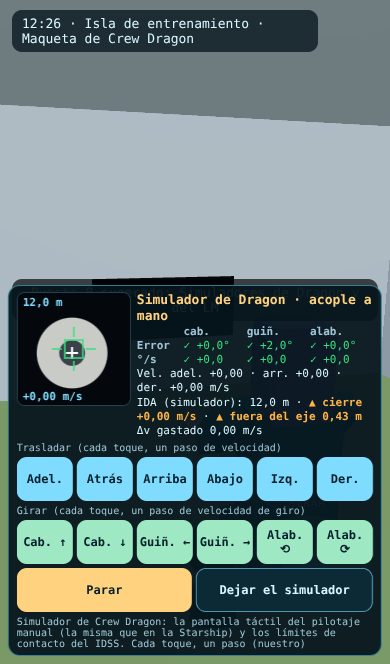 12:26 · Isla de entrenamiento ·
Maqueta de Crew Dragon
12,0 m
+0,00 m/s
Simulador de Dragon · acople a
mano
cab. guiñ. alab.
Error ✓ +0,0° ✓ +2,0° ✓ +0,0°
°/s ✓ +0,0 ✓ +0,0 ✓ +0,0
Vel. adel. +0,00 · arr. +0,00 ·
der. +0,00 m/s
IDA (simulador): 12,0 m · ▲ cierre
+0,00 m/s · ▲ fuera del eje 0,43 m
Δv gastado 0,00 m/s
Trasladar (cada toque, un paso de velocidad)
Adel. Atrás Arriba Abajo Izq. Der.
Girar (cada toque, un paso de velocidad de giro)
Cab. ↑ Cab. ↓ Guiñ. ← Guiñ. → Alab. ⟲ Alab. ⟳
Parar Dejar el simulador
Simulador de Crew Dragon: la pantalla táctil del pilotaje
manual (la misma que en la Starship) y los límites de
contacto del IDSS. Cada toque, un paso (nuestro)